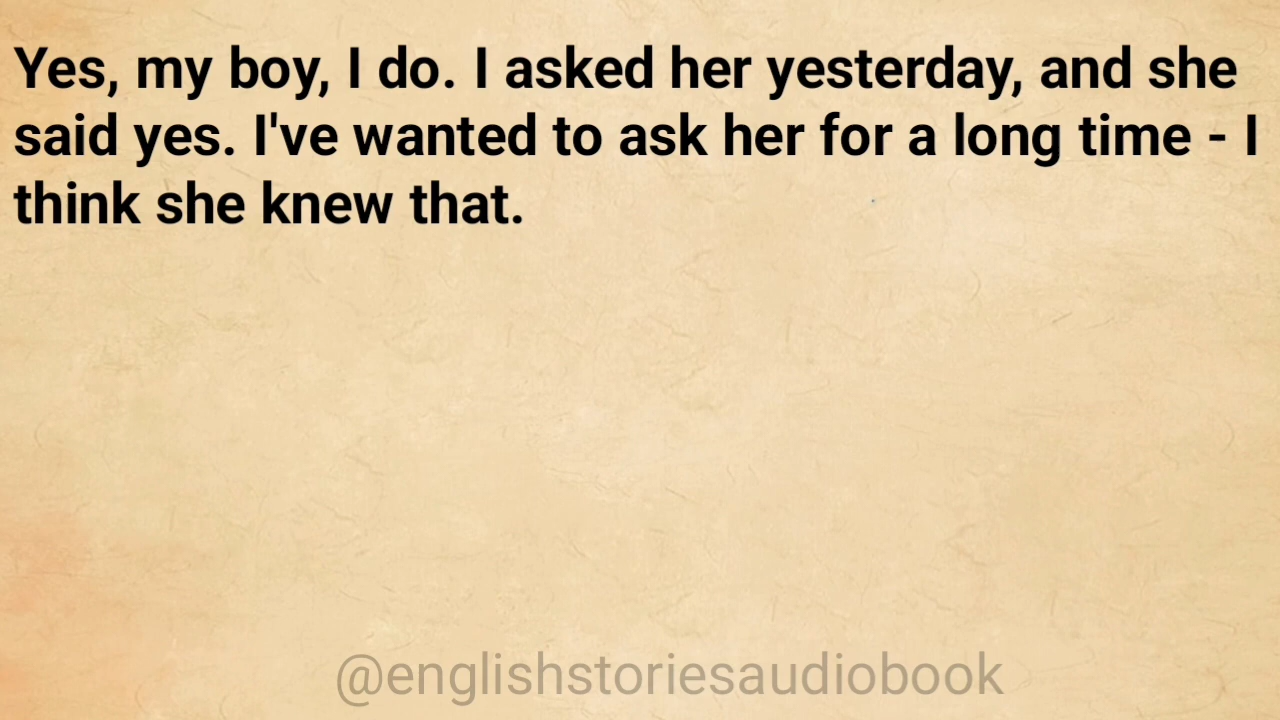 Yes, my boy, I do. I asked her yesterday, and she
said yes. I've wanted to ask her for a long time - I
think she knew that.
@englishstoriesaudiobook